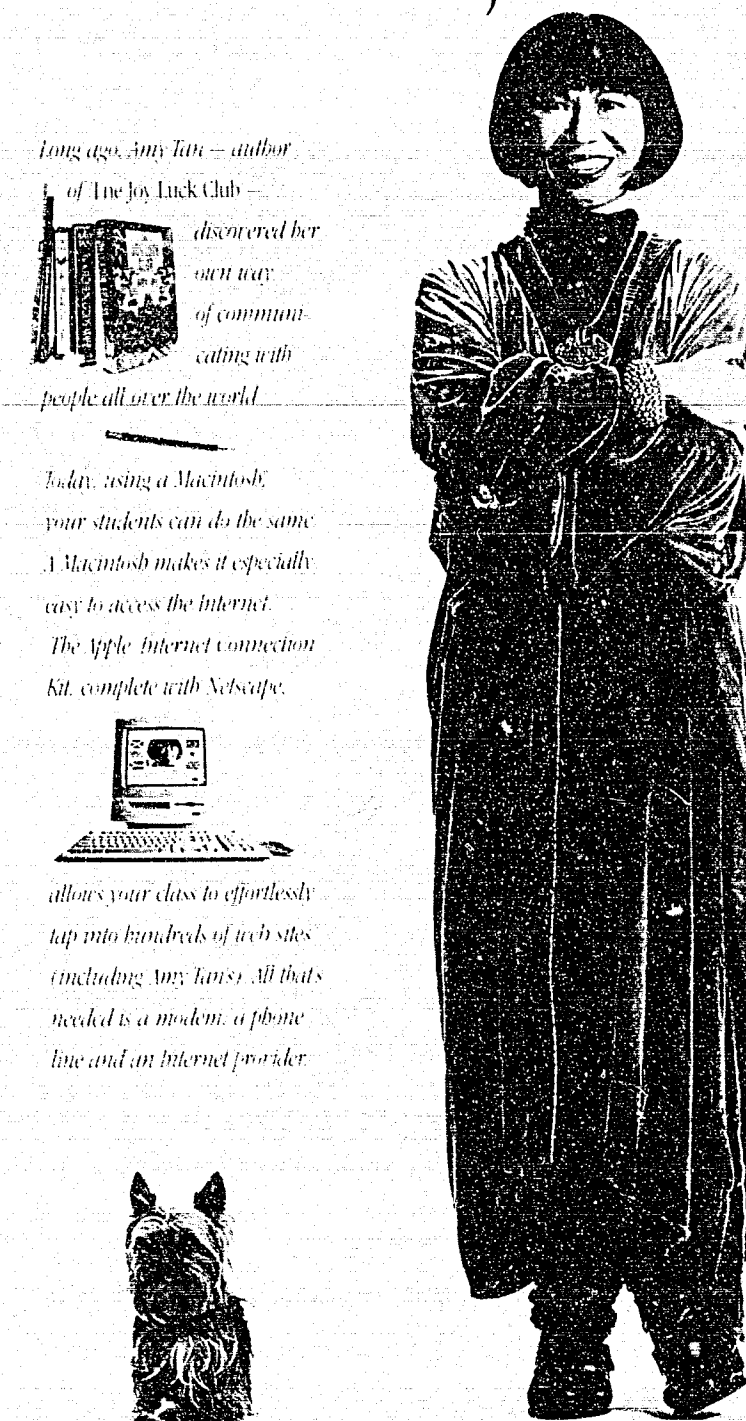 Long ago, Amy Tan — author
of The Joy Luck Club —
discovered her
own way
of communi-
cating with
people all over the world
Today, using a Macintosh,
your students can do the same.
A Macintosh makes it especially
easy to access the Internet.
The Apple Internet Connection
Kit, complete with Netscape,
allows your class to effortlessly
tap into hundreds of web sites
(including Amy Tan's). All that's
needed is a modem, a phone
line and an Internet provider.